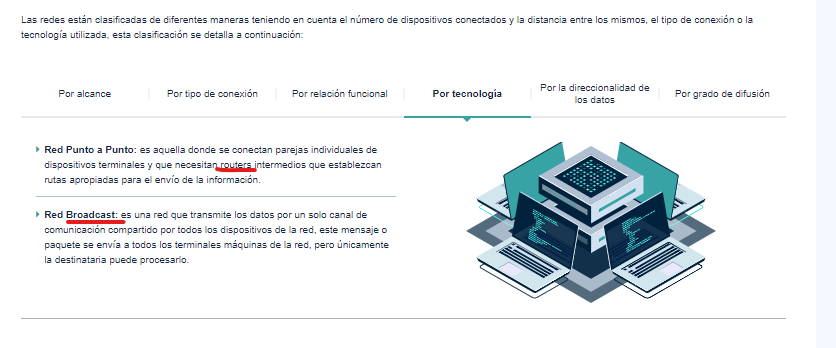 Las redes están clasificadas de diferentes maneras teniendo en cuenta el número de dispositivos conectados y la distancia entre los mismos, el tipo de conexión o la
tecnología utilizada, esta clasificación se detalla a continuación:
Por alcance
Por tipo de conexión
Por relación funcional
Por tecnología
Por la direccionalidad de
los datos
Por grado de difusión
Red Punto a Punto: es aquella donde se conectan parejas individuales de
dispositivos terminales y que necesitan routers intermedios que establezcan
rutas apropiadas para el envío de la información.
Red Broadcast: es una red que transmite los datos por un solo canal de
comunicación compartido por todos los dispositivos de la red, este mensaje o
paquete se envía a todos los terminales máquinas de la red, pero únicamente
la destinataria puede procesarlo.